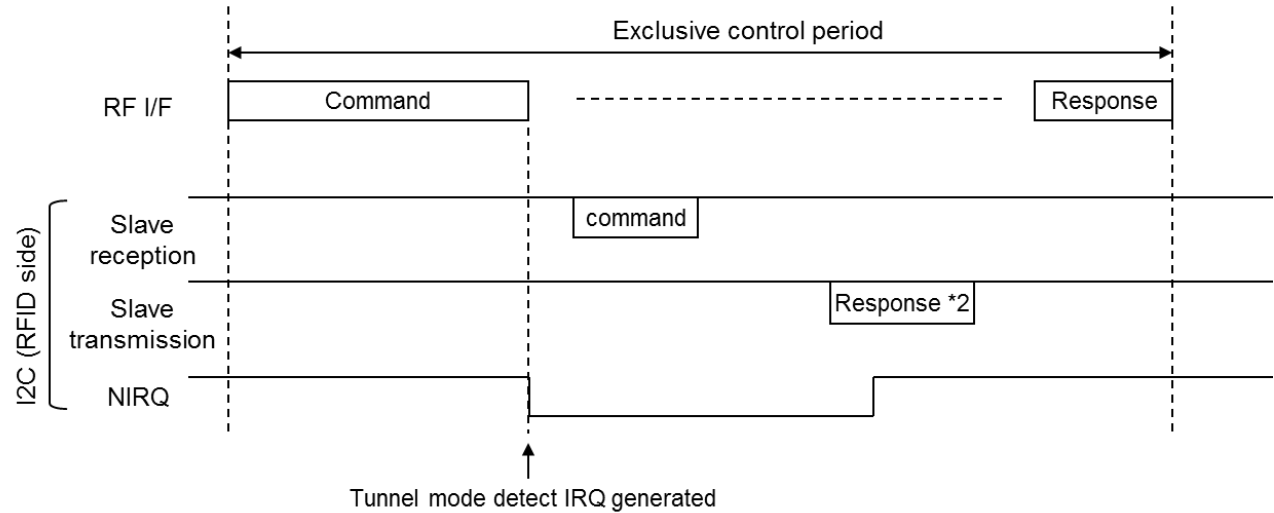 Exclusive control period
RF I/F
Command
Response
I2C (RFID side)
Slave
reception
command
Slave
transmission
Response *2
NIRQ
Tunnel mode detect IRQ generated